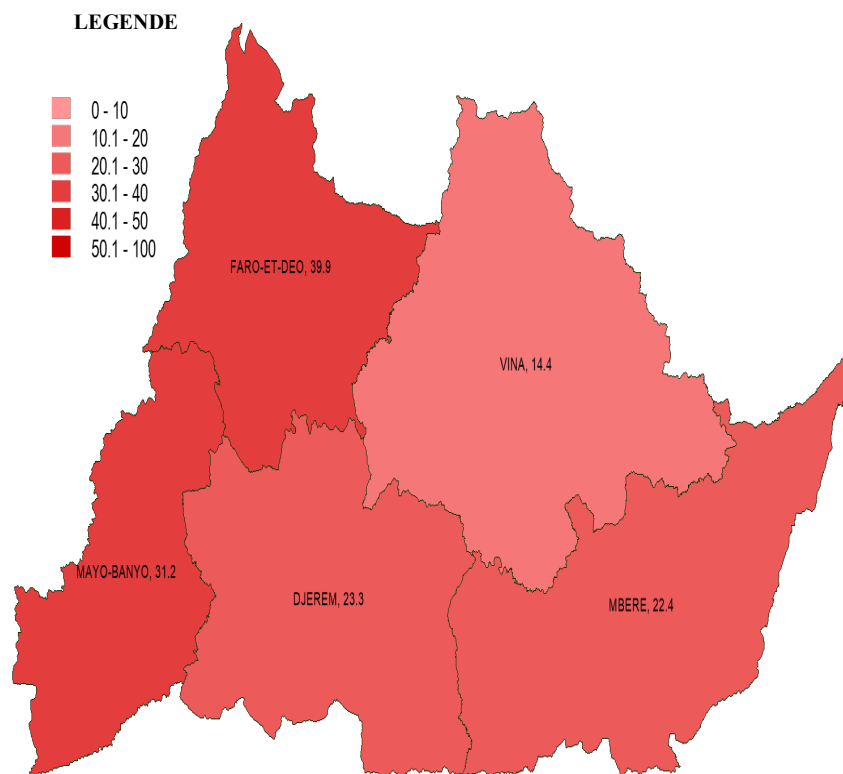 LEGENDE
0 - 10
10.1 - 20
20.1 - 30
30.1 - 40
40.1 - 50
50.1 - 100
FARO-ET-DEO, 39.9
VINA, 14.4
MAYO-BANYO, 31.2
DJEREM, 23.3
MBERE, 22.4